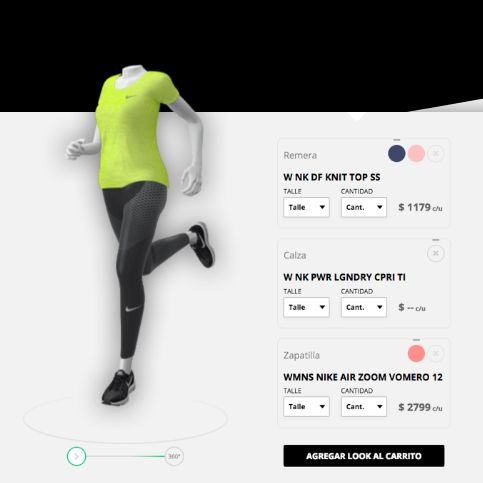 Remera
W NK DF KNIT TOP SS
TALLE CANTIDAD
Talle Cant. $ 1179 c/u
Calza
W NK PWR LGNDRY CPRI TI
TALLE CANTIDAD
Talle Cant. $ -- c/u
Zapatilla
WMNS NIKE AIR ZOOM VOMERO 12
TALLE CANTIDAD
Talle Cant. $ 2799 c/u
360°
AGREGAR LOOK AL CARRITO